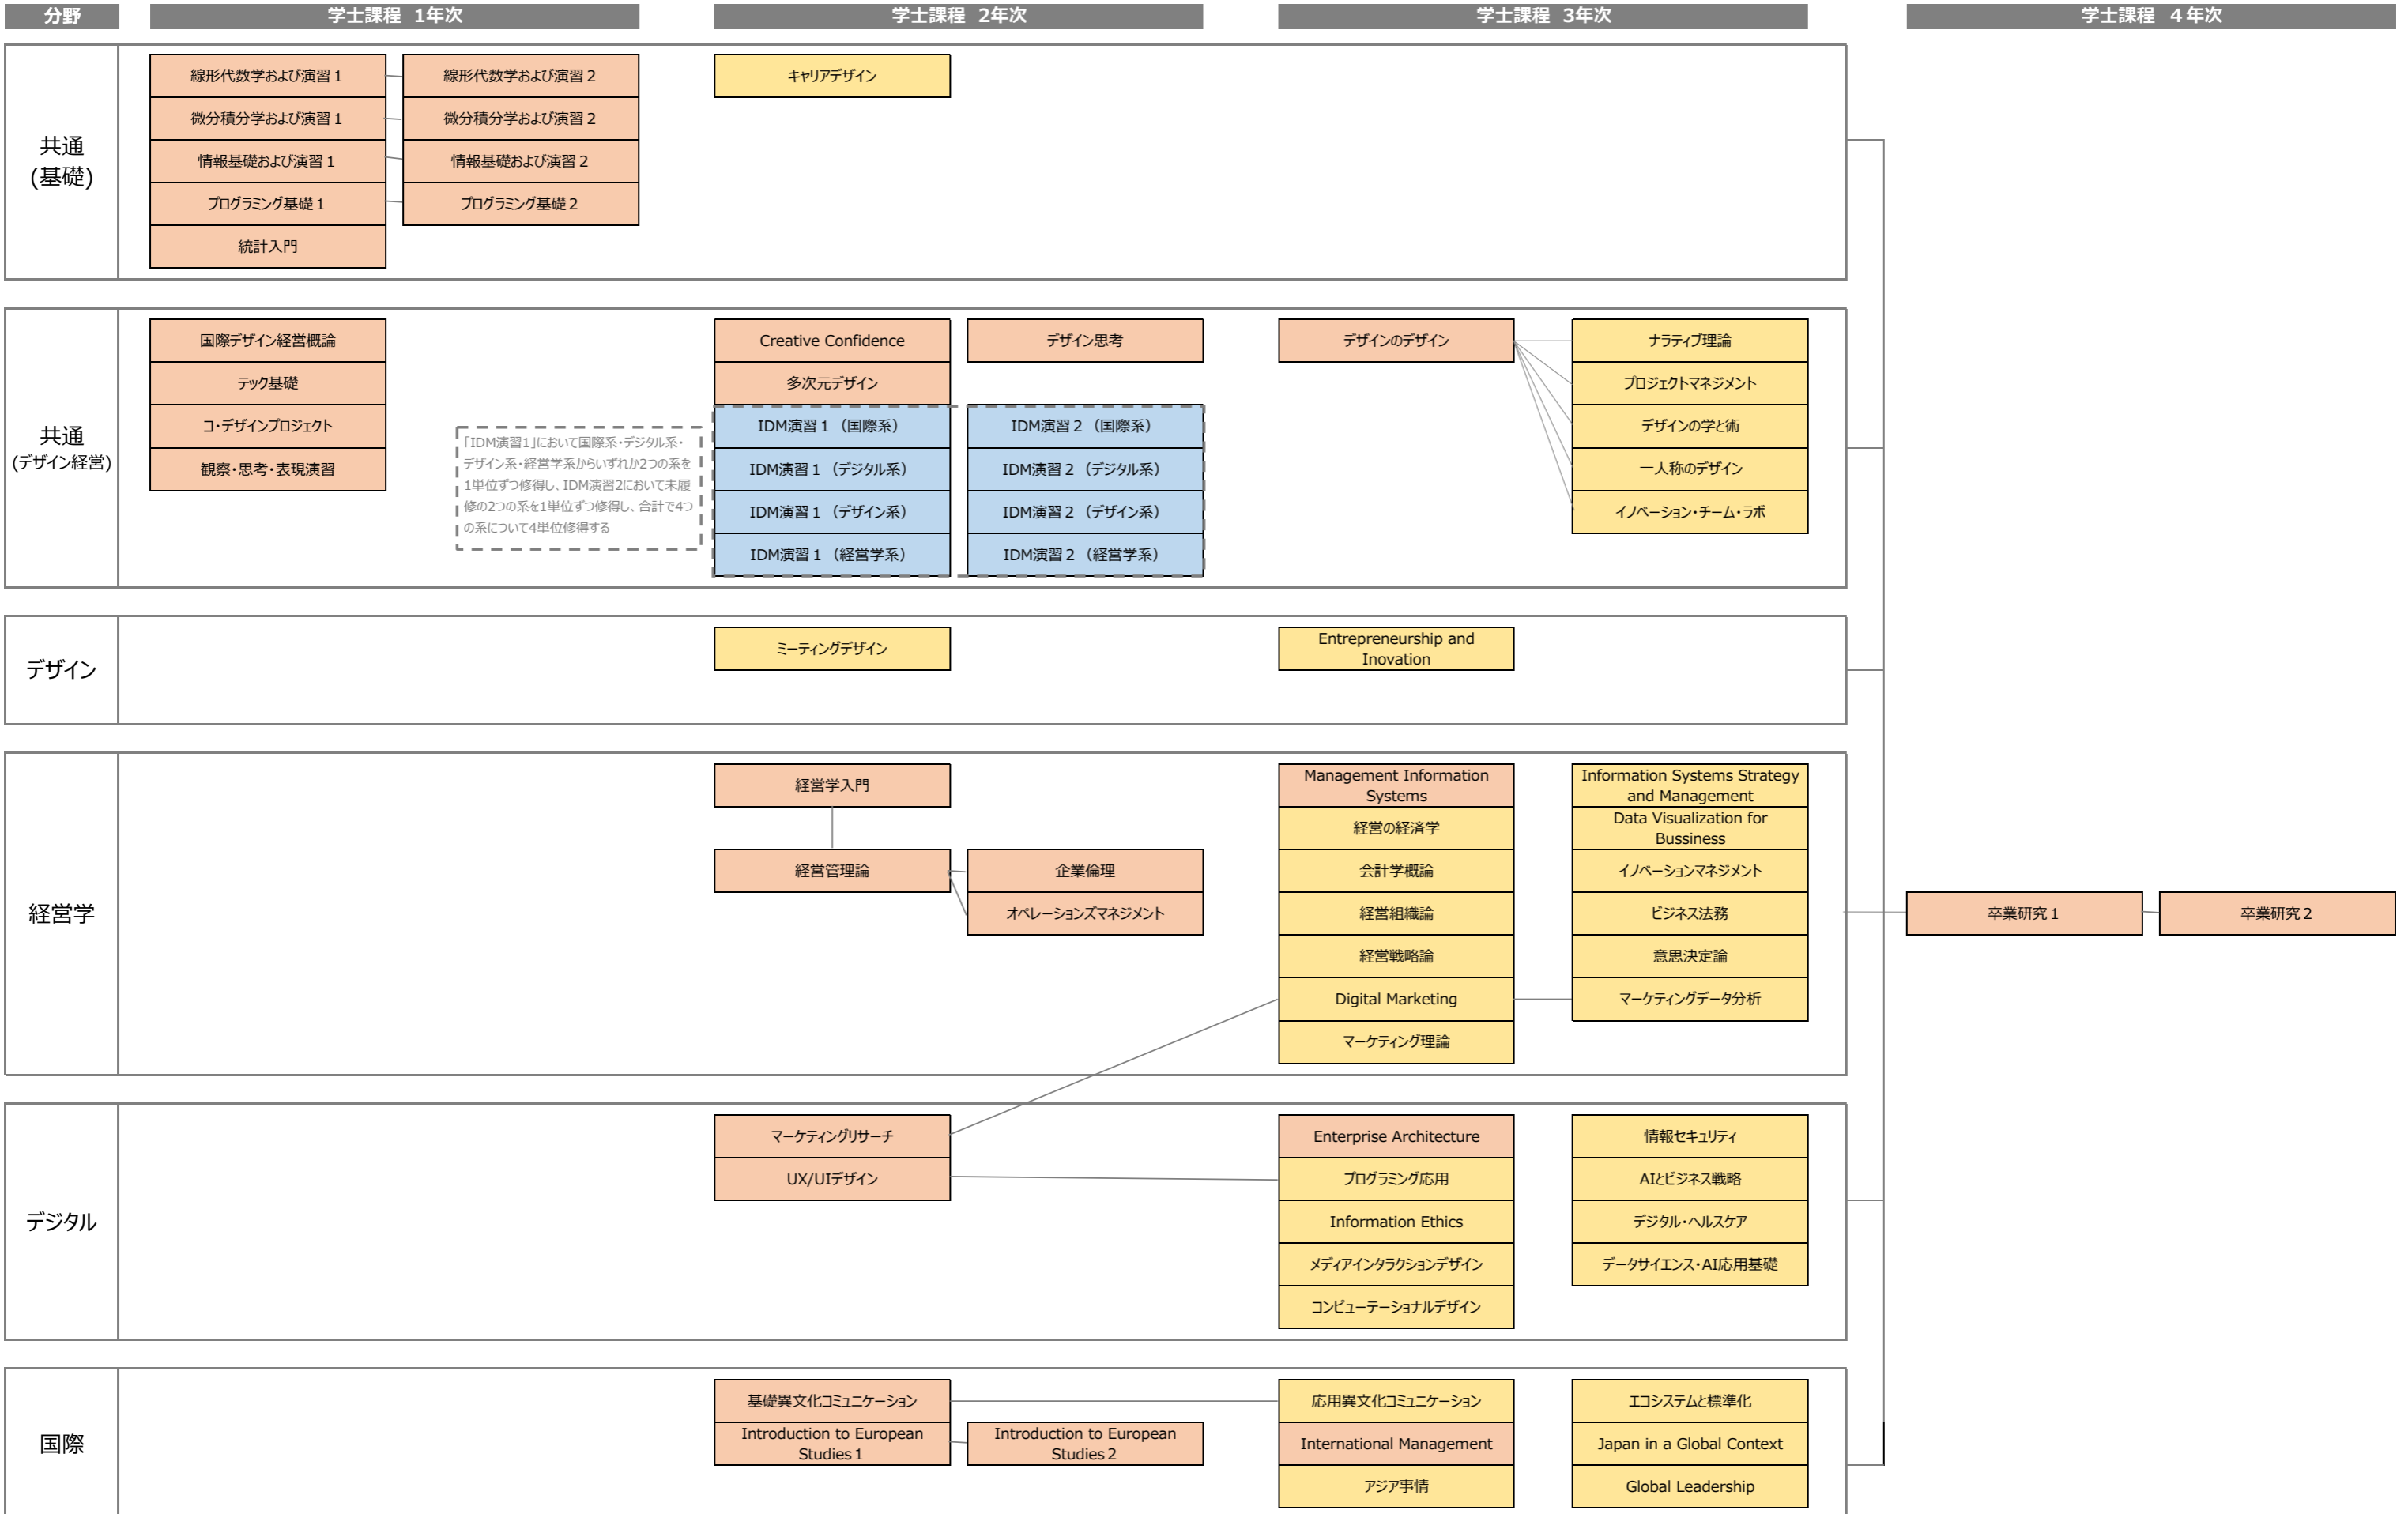 分野
学士課程 1年次
学士課程 2年次
学士課程 3年次
学士課程 4年次
共通
(基礎)
線形代数学および演習1
線形代数学および演習2
キャリアデザイン
微分積分学および演習1
微分積分学および演習2
情報基礎および演習1
情報基礎および演習2
プログラミング基礎1
プログラミング基礎2
統計入門
共通
(デザイン経営)
国際デザイン経営概論
Creative Confidence
デザイン思考
デザインのデザイン
ナラティブ理論
テック基礎
多次元デザイン
プロジェクトマネジメント
コ・デザインプロジェクト
IDM演習1(国際系)
IDM演習2(国際系)
デザインの学と術
観察・思考・表現演習
IDM演習1(デジタル系)
IDM演習2(デジタル系)
一人称のデザイン
IDM演習1(デザイン系)
IDM演習2(デザイン系)
イノベーション・チーム・ラボ
IDM演習1(経営学系)
IDM演習2(経営学系)
「IDM演習1」において国際系・デジタル系・
デザイン系・経営学系からいずれか2つの系を
1単位ずつ修得し、IDM演習2において未履
修の2つの系を1単位ずつ修得し、合計で4つ
の系について4単位修得する
デザイン
ミーティングデザイン
Entrepreneurship and
Inovation
経営学
経営学入門
Management Information
Systems
Information Systems Strategy
and Management
経営の経済学
Data Visualization for
Bussiness
経営管理論
企業倫理
会計学概論
イノベーションマネジメント
オペレーションズマネジメント
経営組織論
ビジネス法務
卒業研究1
卒業研究2
経営戦略論
意思決定論
Digital Marketing
マーケティングデータ分析
マーケティング理論
デジタル
マーケティングリサーチ
Enterprise Architecture
情報セキュリティ
UX/UIデザイン
プログラミング応用
AIとビジネス戦略
Information Ethics
デジタル・ヘルスケア
メディアインタラクションデザイン
データサイエンス・AI応用基礎
コンピューテーショナルデザイン
国際
基礎異文化コミュニケーション
応用異文化コミュニケーション
エコシステムと標準化
Introduction to European
Studies 1
Introduction to European
Studies 2
International Management
Japan in a Global Context
アジア事情
Global Leadership